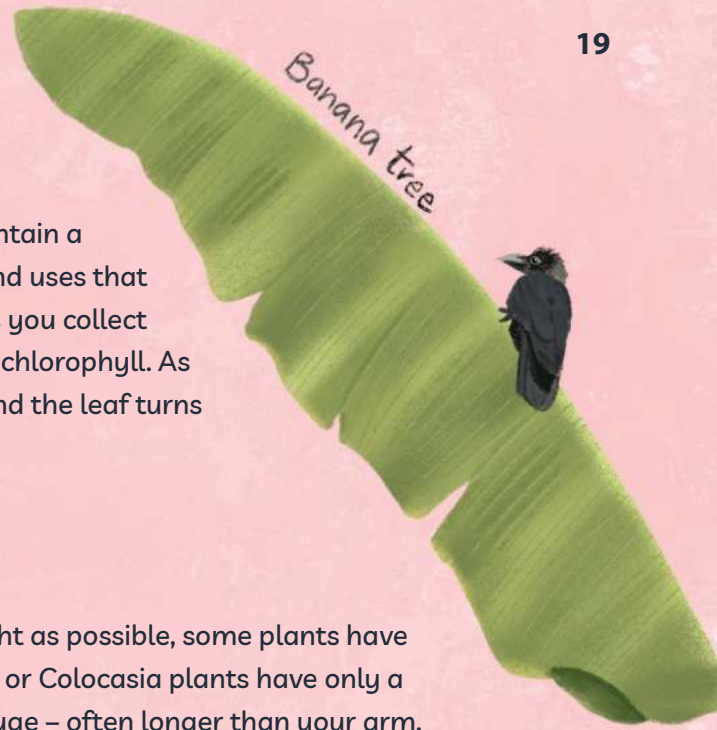 19
Banana tree
ntain a
nd uses that
you collect
chlorophyll. As
nd the leaf turns
ht as possible, some plants have
or Colocasia plants have only a
uge – often longer than your arm.